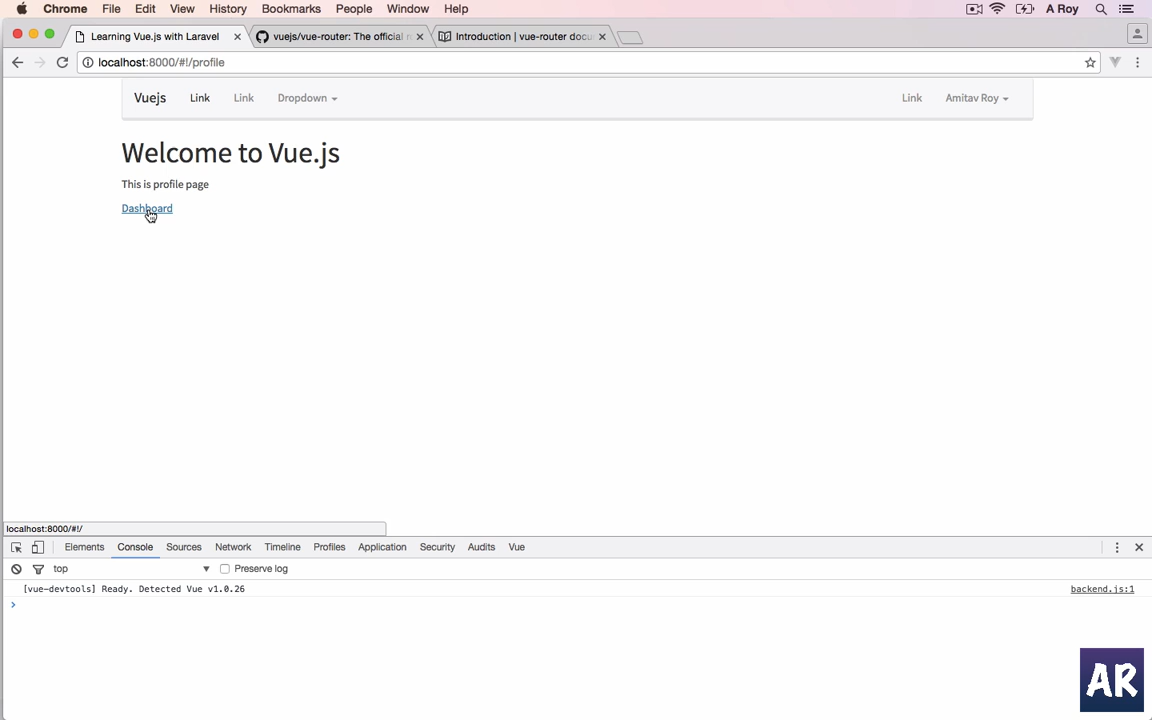 Chrome File Edit View History Bookmarks People Window Help A Roy
Learning Vue.js with Laravel vuejs/vue-router: The official Introduction | vue-router docu
localhost:8000/#!/profile
Vuejs Link Link Dropdown Link Amitav Roy
Welcome to Vue.js
This is profile page
Dashboard
localhost:8000/#!/
Elements Console Sources Network Timeline Profiles Application Security Audits Vue
top Preserve log
[vue-devtools] Ready. Detected Vue v1.0.26 backend.js:1
AR